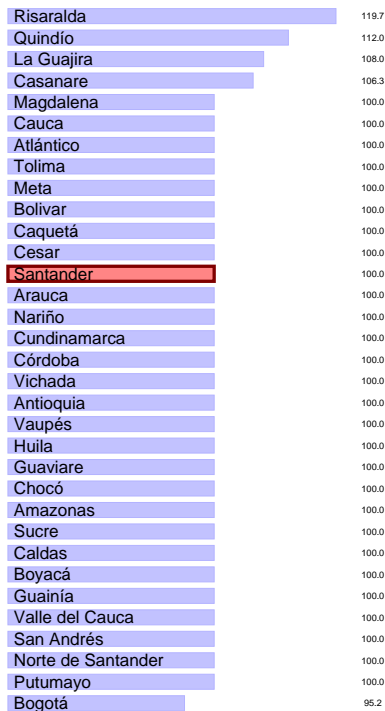 Risaralda 119.7
Quindío 112.0
La Guajira 108.0
Casanare 106.3
Magdalena 100.0
Cauca 100.0
Atlántico 100.0
Tolima 100.0
Meta 100.0
Bolivar 100.0
Caquetá 100.0
Cesar 100.0
Santander 100.0
Arauca 100.0
Nariño 100.0
Cundinamarca 100.0
Córdoba 100.0
Vichada 100.0
Antioquia 100.0
Vaupés 100.0
Huila 100.0
Guaviare 100.0
Chocó 100.0
Amazonas 100.0
Sucre 100.0
Caldas 100.0
Boyacá 100.0
Guainía 100.0
Valle del Cauca 100.0
San Andrés 100.0
Norte de Santander 100.0
Putumayo 100.0
Bogotá 95.2